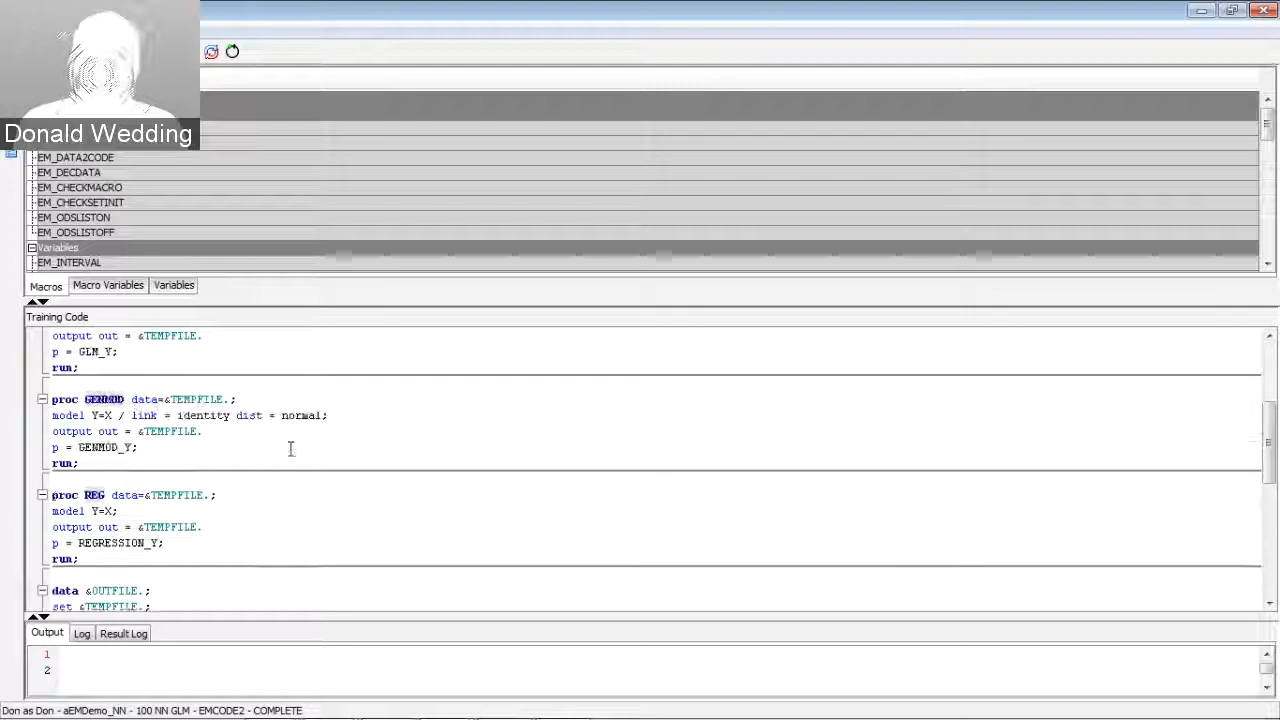 Donald Wedding
EM_DATA2CODE
EM_DECDATA
EM_CHECKMACRO
EM_CHECKSETINIT
EM_ODSLISTON
EM_ODSLISTOFF
Variables
EM_INTERVAL
Macros Macro Variables Variables
Training Code
output out = &TEMPFILE.
p = GLM_Y;
run;
proc GENMOD data=&TEMPFILE.;
model Y=X / link = identity dist = normal;
output out = &TEMPFILE.
p = GENMOD_Y;
run;
proc REG data=&TEMPFILE.;
model Y=X;
output out = &TEMPFILE.
p = REGRESSION_Y;
run;
data &OUTFILE.;
set &TEMPFILE.;
Output Log Result Log
1
2
Don as Don - aEMDemo_NN - 100 NN GLM - EMCODE2 - COMPLETE